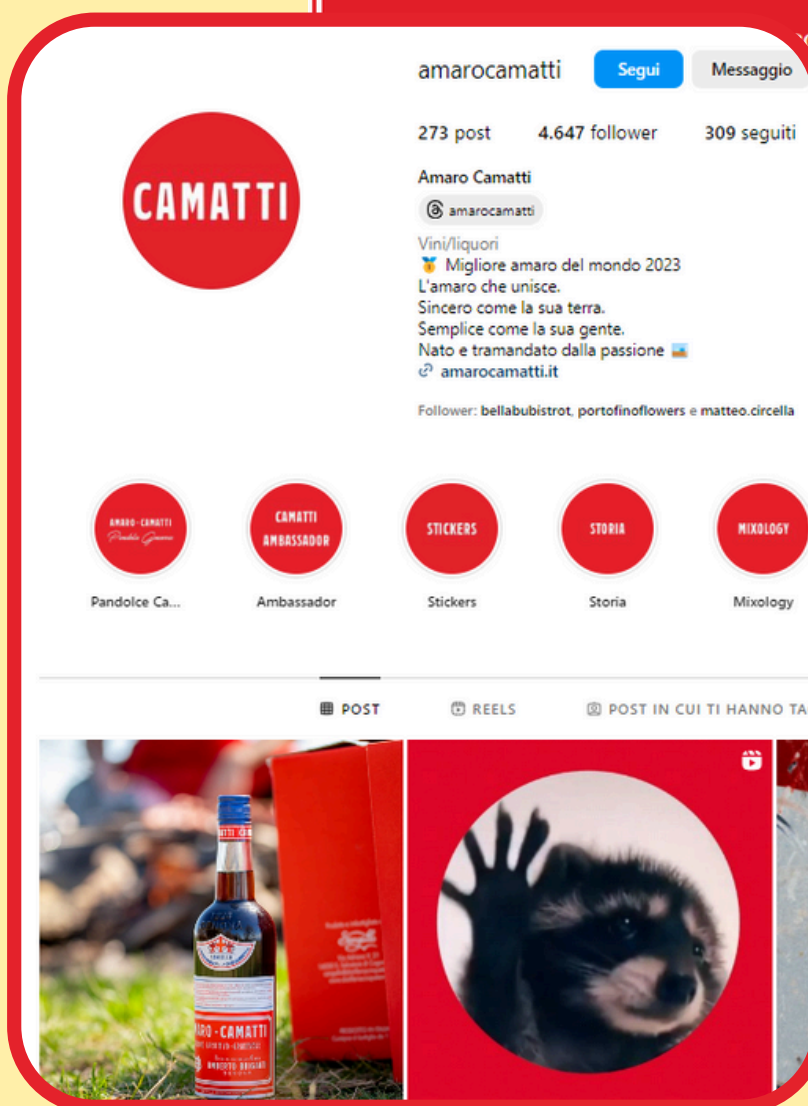 amarocamatti Segui Messaggio
273 post 4.647 follower 309 seguiti
CAMATTI
Amaro Camatti
amarocamatti
Vini/liquori
🥇 Migliore amaro del mondo 2023
L'amaro che unisce.
Sincero come la sua terra.
Semplice come la sua gente.
Nato e tramandato dalla passione 🏜️
amarocamatti.it
Follower: bellabubistrot, portofinoflowers e matteo.circella
AMARO-CAMATTI
CAMATTI
AMBASSADOR
STICKERS
STORIA
MIXOLOGY
Pandolce Ca... Ambassador Stickers Storia Mixology
POST REELS POST IN CUI TI HANNO TA
ARO-CAMATTI